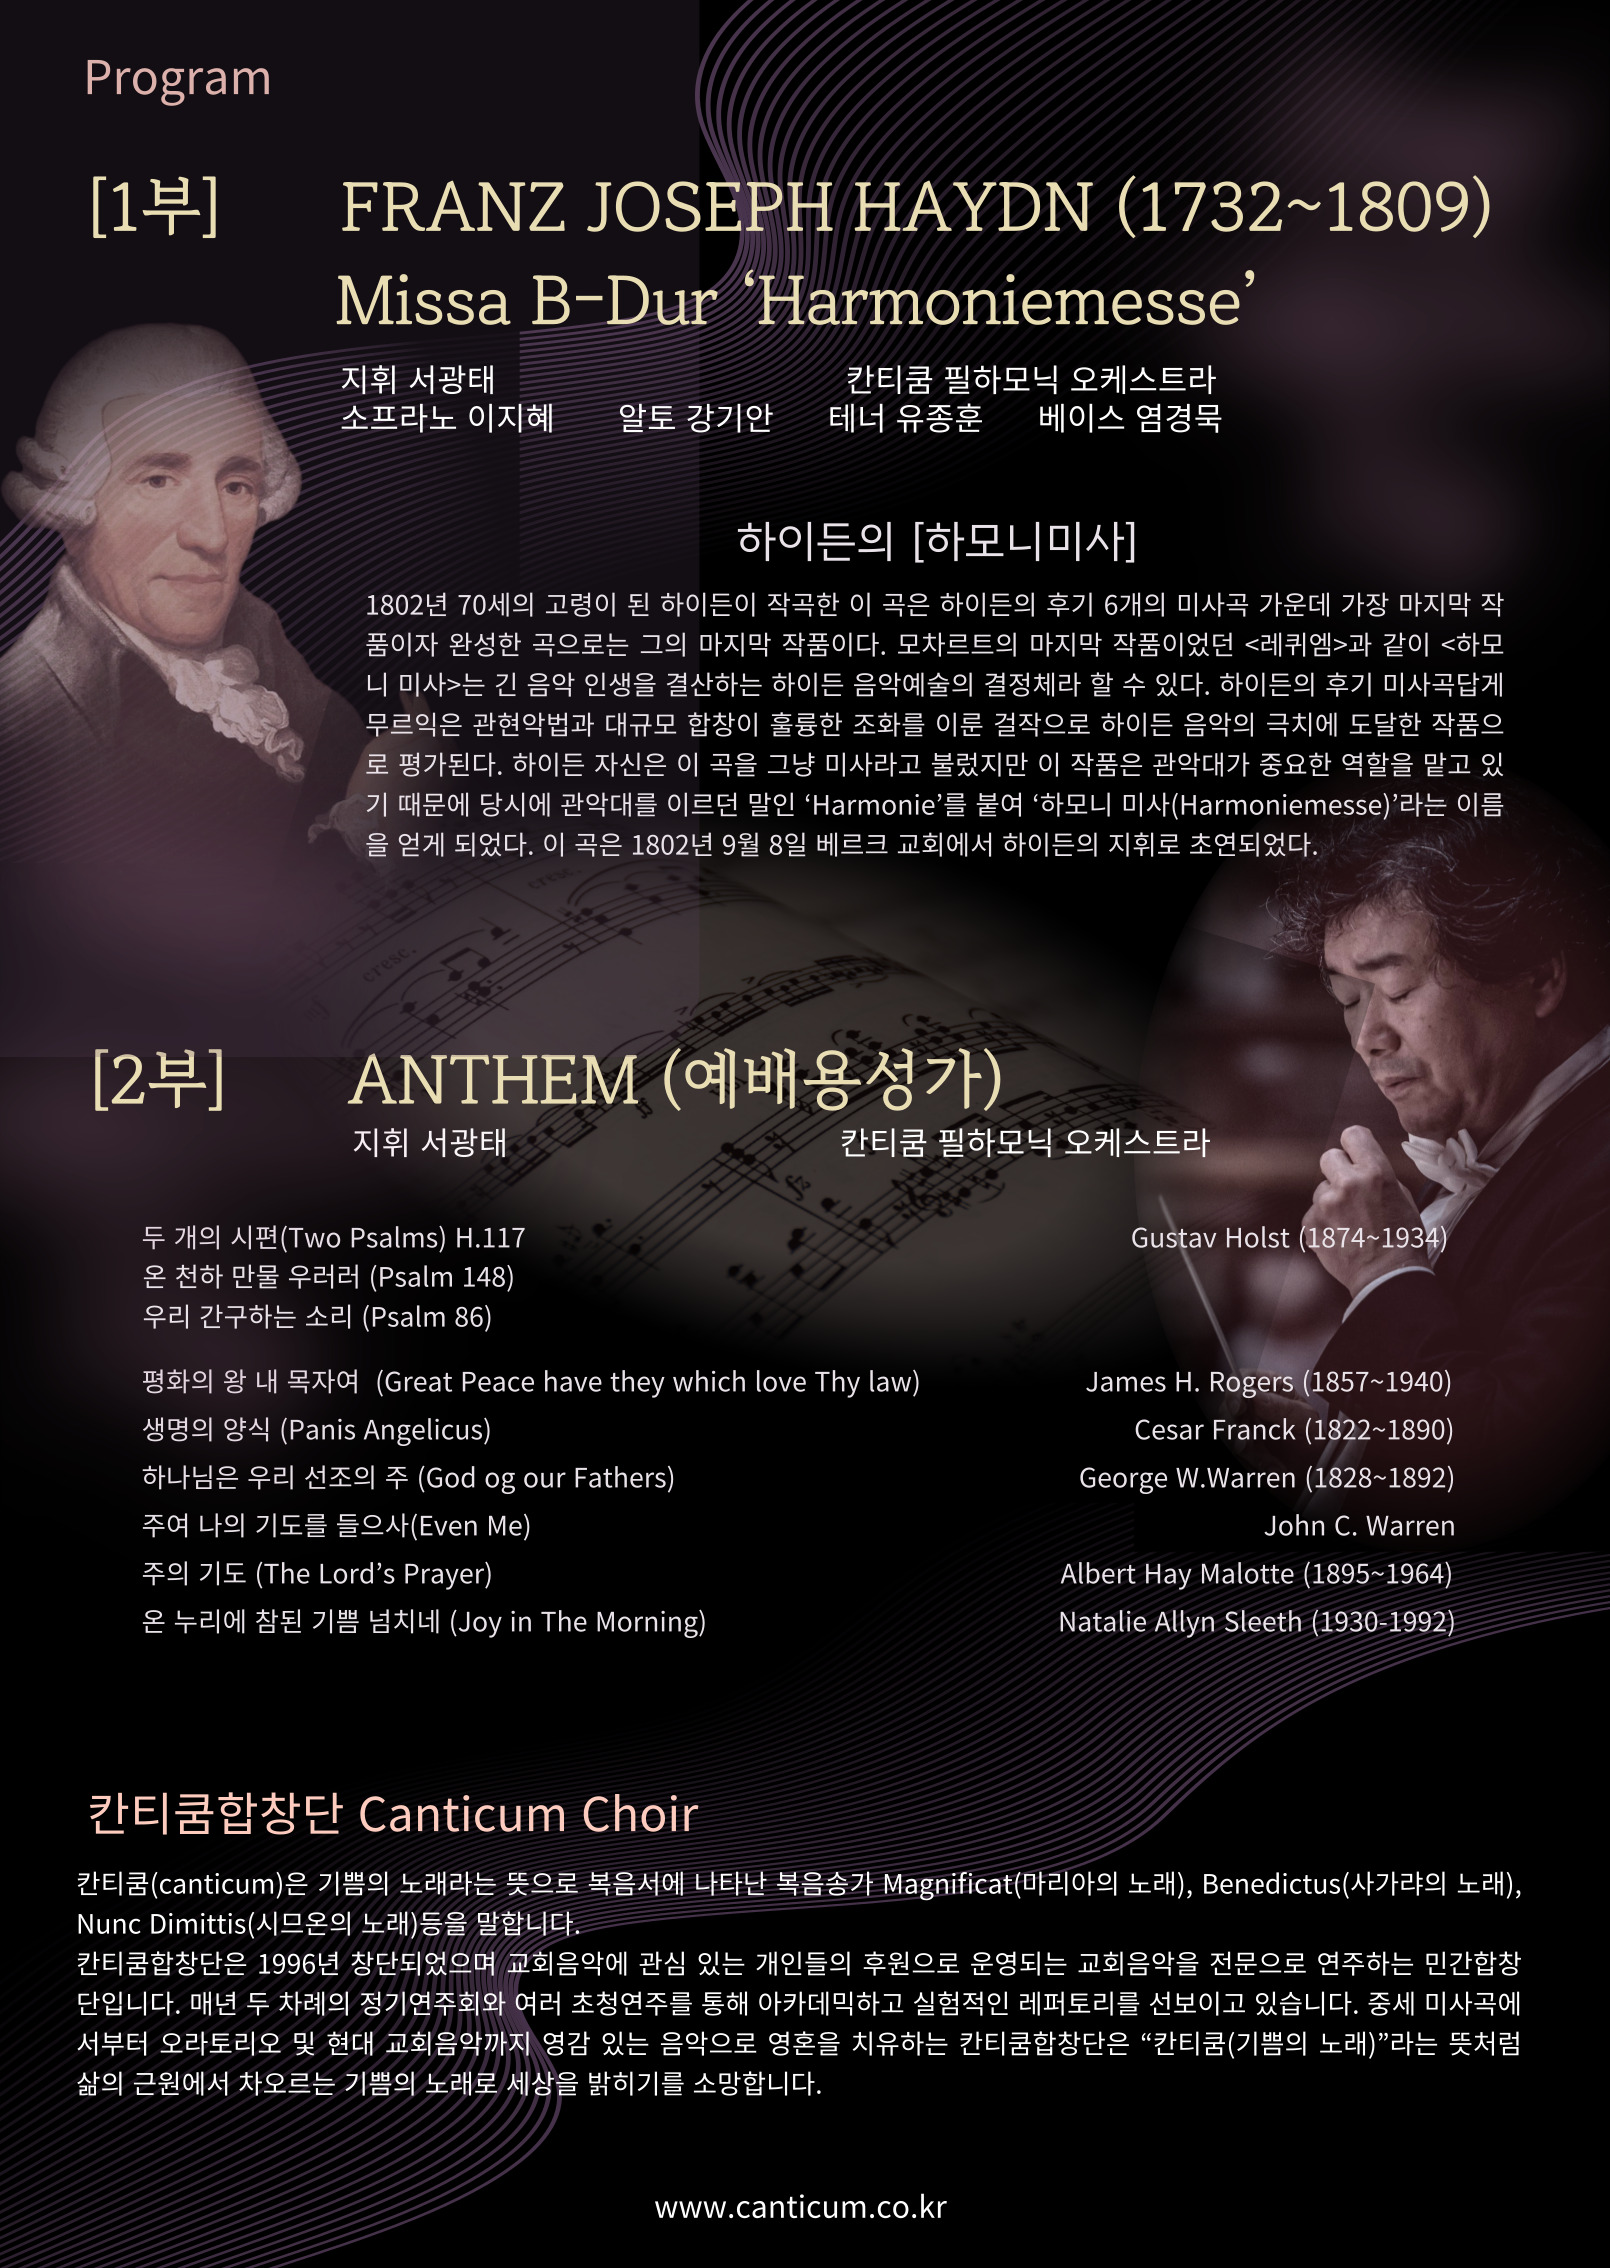 Program
[1부] FRANZ JOSEPH HAYDN (1732~1809)
Missa B-Dur ‘Harmoniemesse’
지휘 서광태 칸티쿰 필하모닉 오케스트라
소프라노 이지혜 알토 강기안 테너 유종훈 베이스 염경묵
하이든의 [하모니미사]
1802년 70세의 고령이 된 하이든이 작곡한 이 곡은 하이든의 후기 6개의 미사곡 가운데 가장 마지막 작
품이자 완성한 곡으로는 그의 마지막 작품이다. 모차르트의 마지막 작품이었던 <레퀴엠>과 같이 <하모
니 미사>는 긴 음악 인생을 결산하는 하이든 음악예술의 결정체라 할 수 있다. 하이든의 후기 미사곡답게
무르익은 관현악법과 대규모 합창이 훌륭한 조화를 이룬 걸작으로 하이든 음악의 극치에 도달한 작품으
로 평가된다. 하이든 자신은 이 곡을 그냥 미사라고 불렀지만 이 작품은 관악대가 중요한 역할을 맡고 있
기 때문에 당시에 관악대를 이르던 말인 ‘Harmonie’를 붙여 ‘하모니 미사(Harmoniemesse)’라는 이름
을 얻게 되었다. 이 곡은 1802년 9월 8일 베르크 교회에서 하이든의 지휘로 초연되었다.
cresc.
cresc.
[2부] ANTHEM (예배용성가)
지휘 서광태 칸티쿰 필하모닉 오케스트라
두 개의 시편(Two Psalms) H.117 Gustav Holst (1874~1934)
온 천하 만물 우러러 (Psalm 148)
우리 간구하는 소리 (Psalm 86)
평화의 왕 내 목자여 (Great Peace have they which love Thy law) James H. Rogers (1857~1940)
생명의 양식 (Panis Angelicus) Cesar Franck (1822~1890)
하나님은 우리 선조의 주 (God og our Fathers) George W.Warren (1828~1892)
주여 나의 기도를 들으사(Even Me) John C. Warren
주의 기도 (The Lord’s Prayer) Albert Hay Malotte (1895~1964)
온 누리에 참된 기쁨 넘치네 (Joy in The Morning) Natalie Allyn Sleeth (1930-1992)
칸티쿰합창단 Canticum Choir
칸티쿰(canticum)은 기쁨의 노래라는 뜻으로 복음서에 나타난 복음송가 Magnificat(마리아의 노래), Benedictus(사가랴의 노래),
Nunc Dimittis(시므온의 노래)등을 말합니다.
칸티쿰합창단은 1996년 창단되었으며 교회음악에 관심 있는 개인들의 후원으로 운영되는 교회음악을 전문으로 연주하는 민간합창
단입니다. 매년 두 차례의 정기연주회와 여러 초청연주를 통해 아카데믹하고 실험적인 레퍼토리를 선보이고 있습니다. 중세 미사곡에
서부터 오라토리오 및 현대 교회음악까지 영감 있는 음악으로 영혼을 치유하는 칸티쿰합창단은 “칸티쿰(기쁨의 노래)”라는 뜻처럼
삶의 근원에서 차오르는 기쁨의 노래로 세상을 밝히기를 소망합니다.
www.canticum.co.kr